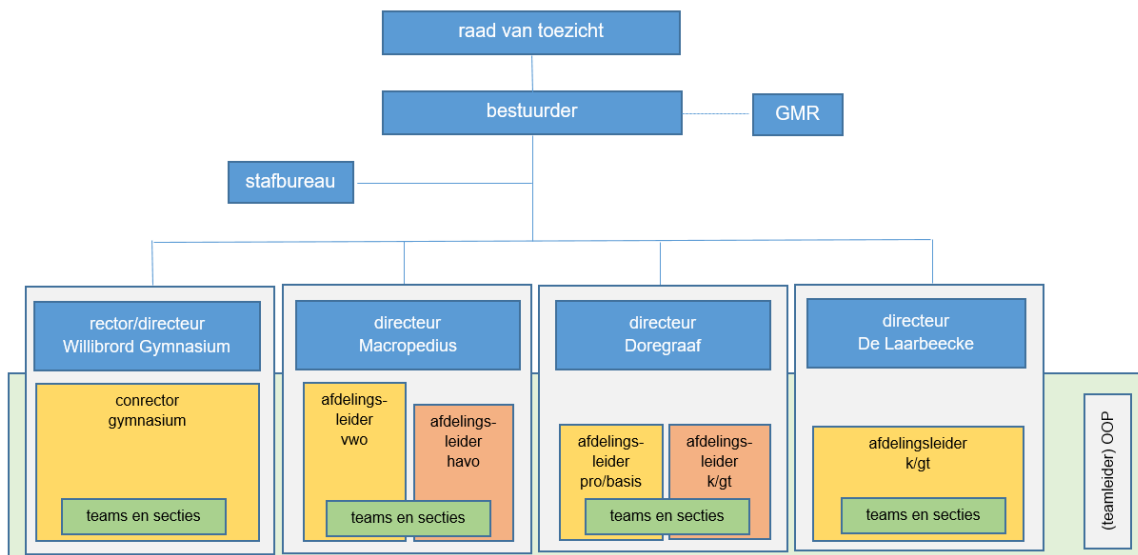 raad van toezicht
bestuurder
GMR
stafbureau
rector/directeur
Willibrord Gymnasium
directeur
Macropedius
directeur
Doregraaf
directeur
De Laarbeecke
conrector
gymnasium
teams en secties
afdelings-
leider
vwo
afdelings-
leider
havo
teams en secties
afdelings-
leider
pro/basis
afdelings-
leider
k/gt
teams en secties
afdelingsleider
k/gt
teams en secties
(teamleider) OOP